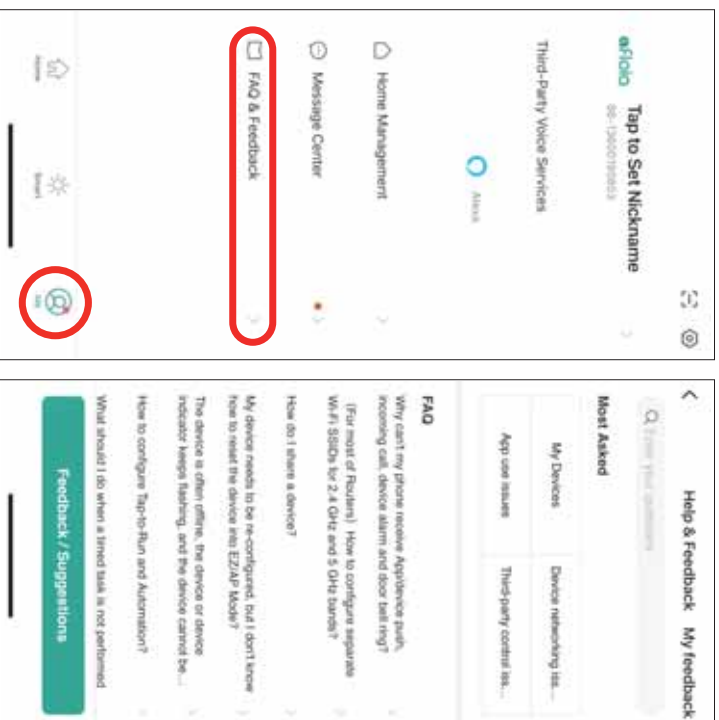 aFloia
Tap to Set Nickname
Third-Party Voice Services
Alexa
Home Management
Message Center
FAQ & Feedback
Home
Smart
Me
Help & Feedback
My feedback
Most Asked
My Devices
Device networking iss...
App use issues
Third-party control iss...
FAQ
Why can't my phone receive App/device push,
incoming call, device alarm and door bell ring?
(For most of Routers) How to configure separate
Wi-Fi SSIDs for 2.4 GHz and 5 GHz bands?
How do I share a device?
My device needs to be re-configured, but I don't know
how to reset the device into EZ/AP Mode?
The device is often offline, the device or device
indicator keeps flashing, and the device cannot be...
How to configure Tap-to-Run and Automation?
What should I do when a timed task is not performed
Feedback / Suggestions